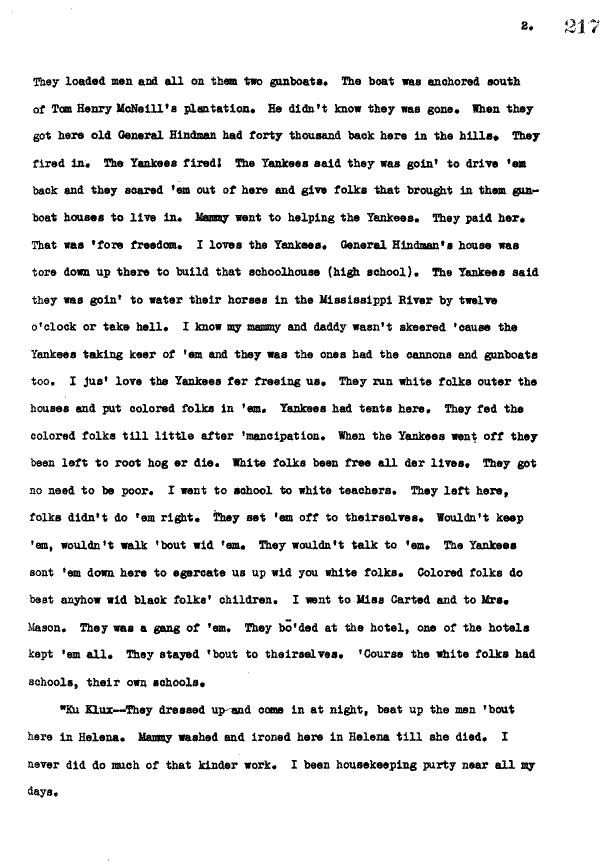 2. 217
They loaded men and all on them two gunboats. The boat was anchored south
of Tom Henry McNeill's plantation. He didn't know they was gone. When they
got here old General Hindman had forty thousand back here in the hills. They
fired in. The Yankees fired! The Yankees said they was goin' to drive 'em
back and they scared 'em out of here and give folks that brought in them gun-
boat houses to live in. Mammy went to helping the Yankees. They paid her.
That was 'fore freedom. I loves the Yankees. General Hindman's house was
tore down up there to build that schoolhouse (high school). The Yankees said
they was goin' to water their horses in the Mississippi River by twelve
o'clock or take hell. I know my mammy and daddy wasn't skeered 'cause the
Yankees taking keer of 'em and they was the ones had the cannons and gunboats
too. I jus' love the Yankees fer freeing us. They run white folks outer the
houses and put colored folks in 'em. Yankees had tents here. They fed the
colored folks till little after 'mancipation. When the Yankees went off they
been left to root hog er die. White folks been free all der lives. They got
no need to be poor. I went to school to white teachers. They left here,
folks didn't do 'em right. They set 'em off to theirselves. Wouldn't keep
'em, wouldn't walk 'bout wid 'em. They wouldn't talk to 'em. The Yankees
sont 'em down here to egercate us up wid you white folks. Colored folks do
best anyhow wid black folks' children. I went to Miss Carted and to Mrs.
Mason. They was a gang of 'em. They bo'ded at the hotel, one of the hotels
kept 'em all. They stayed 'bout to theirselves. 'Course the white folks had
schools, their own schools.
"Ku Klux--They dressed up and come in at night, beat up the men 'bout
here in Helena. Mammy washed and ironed here in Helena till she died. I
never did do much of that kinder work. I been housekeeping purty near all my
days.